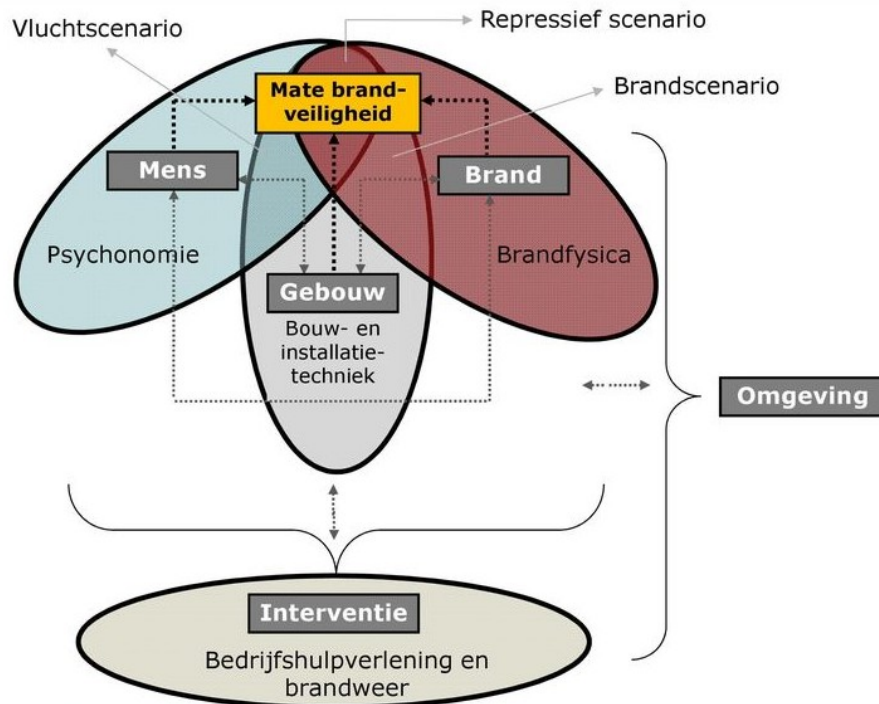 Vluchtscenario
Repressief scenario
Mate brand-
veiligheid
Brandscenario
Mens
Brand
Psychonomie
Brandfysica
Gebouw
Bouw- en
installatie-
techniek
Omgeving
Interventie
Bedrijfshulpverlening en
brandweer